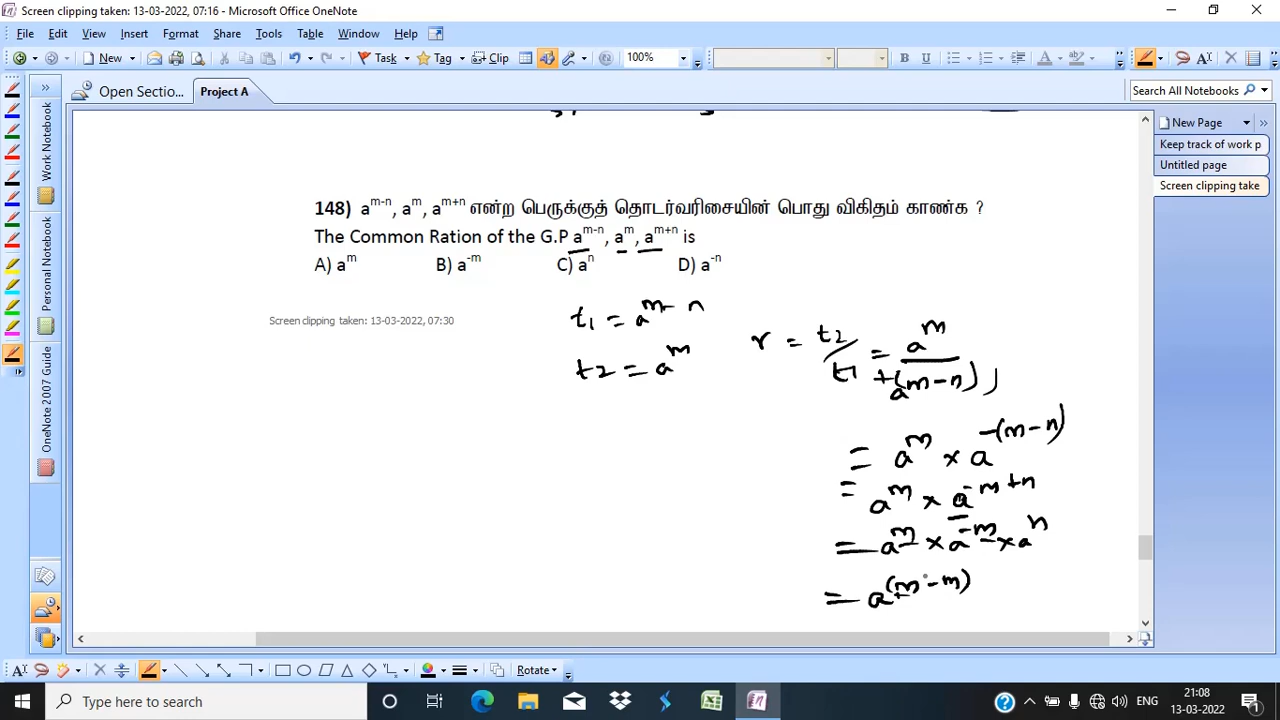 Screen clipping taken: 13-03-2022, 07:16 - Microsoft Office OneNote
File Edit View Insert Format Share Tools Table Window Help
New Task Tag Clip 100% B U
Open Sectio... Project A Search All Notebooks
New Page
Keep track of work p
Untitled page
Screen clipping take
Work Notebook
Personal Notebook
OneNote 2007 Guide
148) a^m-n, a^m, a^m+n என்ற பெருக்குத் தொடர்வரிசையின் பொது விகிதம் காண்க ?
The Common Ration of the G.P a^m-n, a^m, a^m+n is
A) a^m B) a^-m C) a^n D) a^-n
Screen clipping taken: 13-03-2022, 07:30
t1 = a^m-n
t2 = a^m
r = t2/t1 = a^m / +(a^(m-n))
= a^m × a^-(m-n)
= a^m × a^-m+n
= a^m × a^-m × a^n
= a^(m-m)
Rotate
Type here to search
21:08
13-03-2022